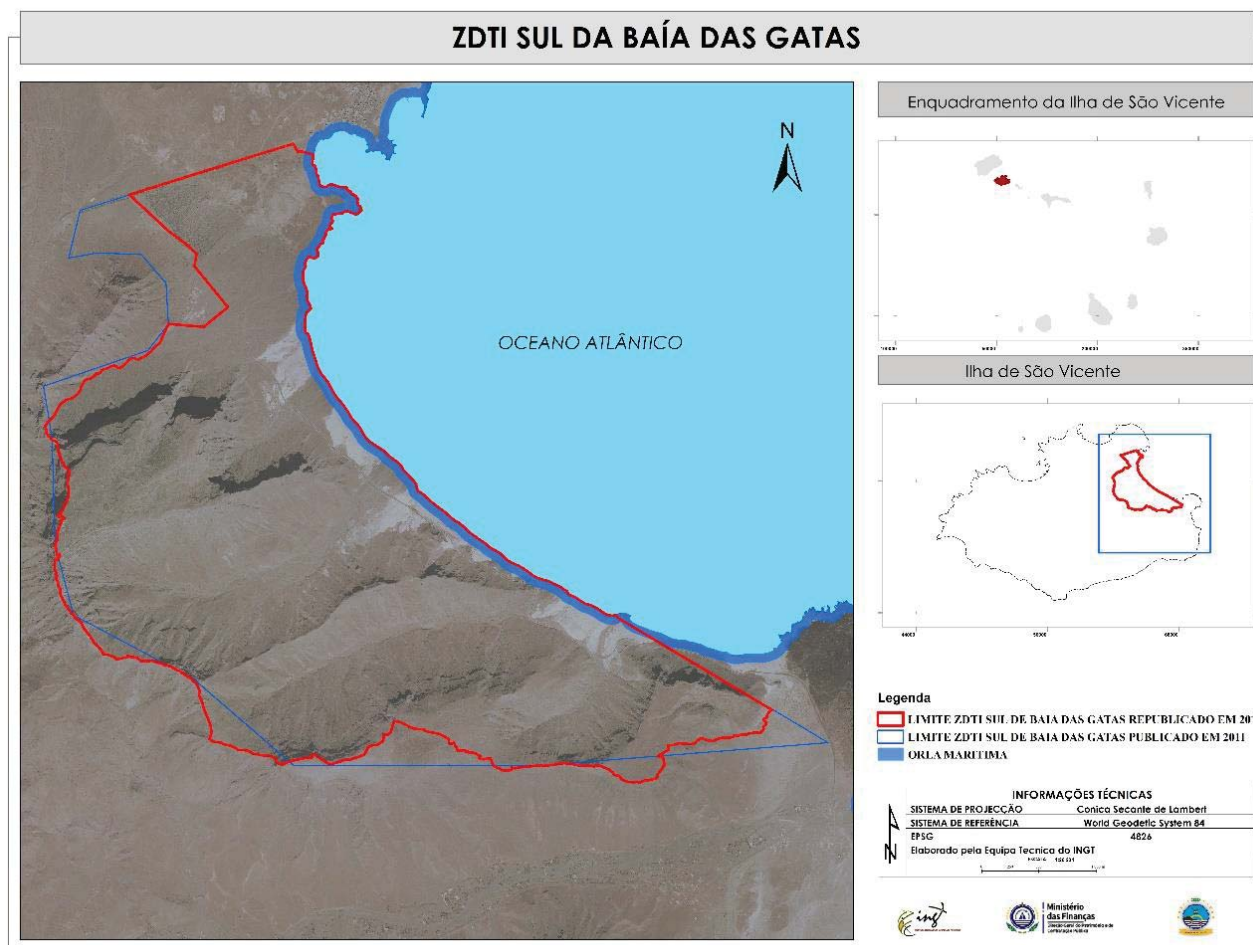 ZDTI SUL DA BAÍA DAS GATAS
N
OCEANO ATLÂNTICO
Enquadramento da Ilha de São Vicente
Ilha de São Vicente
Legenda
LIMITE ZDTI SUL DE BAIA DAS GATAS REPUBLICADO EM
LIMITE ZDTI SUL DE BAIA DAS GATAS PUBLICADO EM 2011
ORLA MARITIMA
INFORMAÇÕES TÉCNICAS
SISTEMA DE PROJECÇÃO Conica Secante de Lambert
SISTEMA DE REFERÊNCIA World Geodetic System 84
EPSG 4826
Elaborado pela Equipa Tecnica do INGT
N
ingt
Ministério
das Finanças